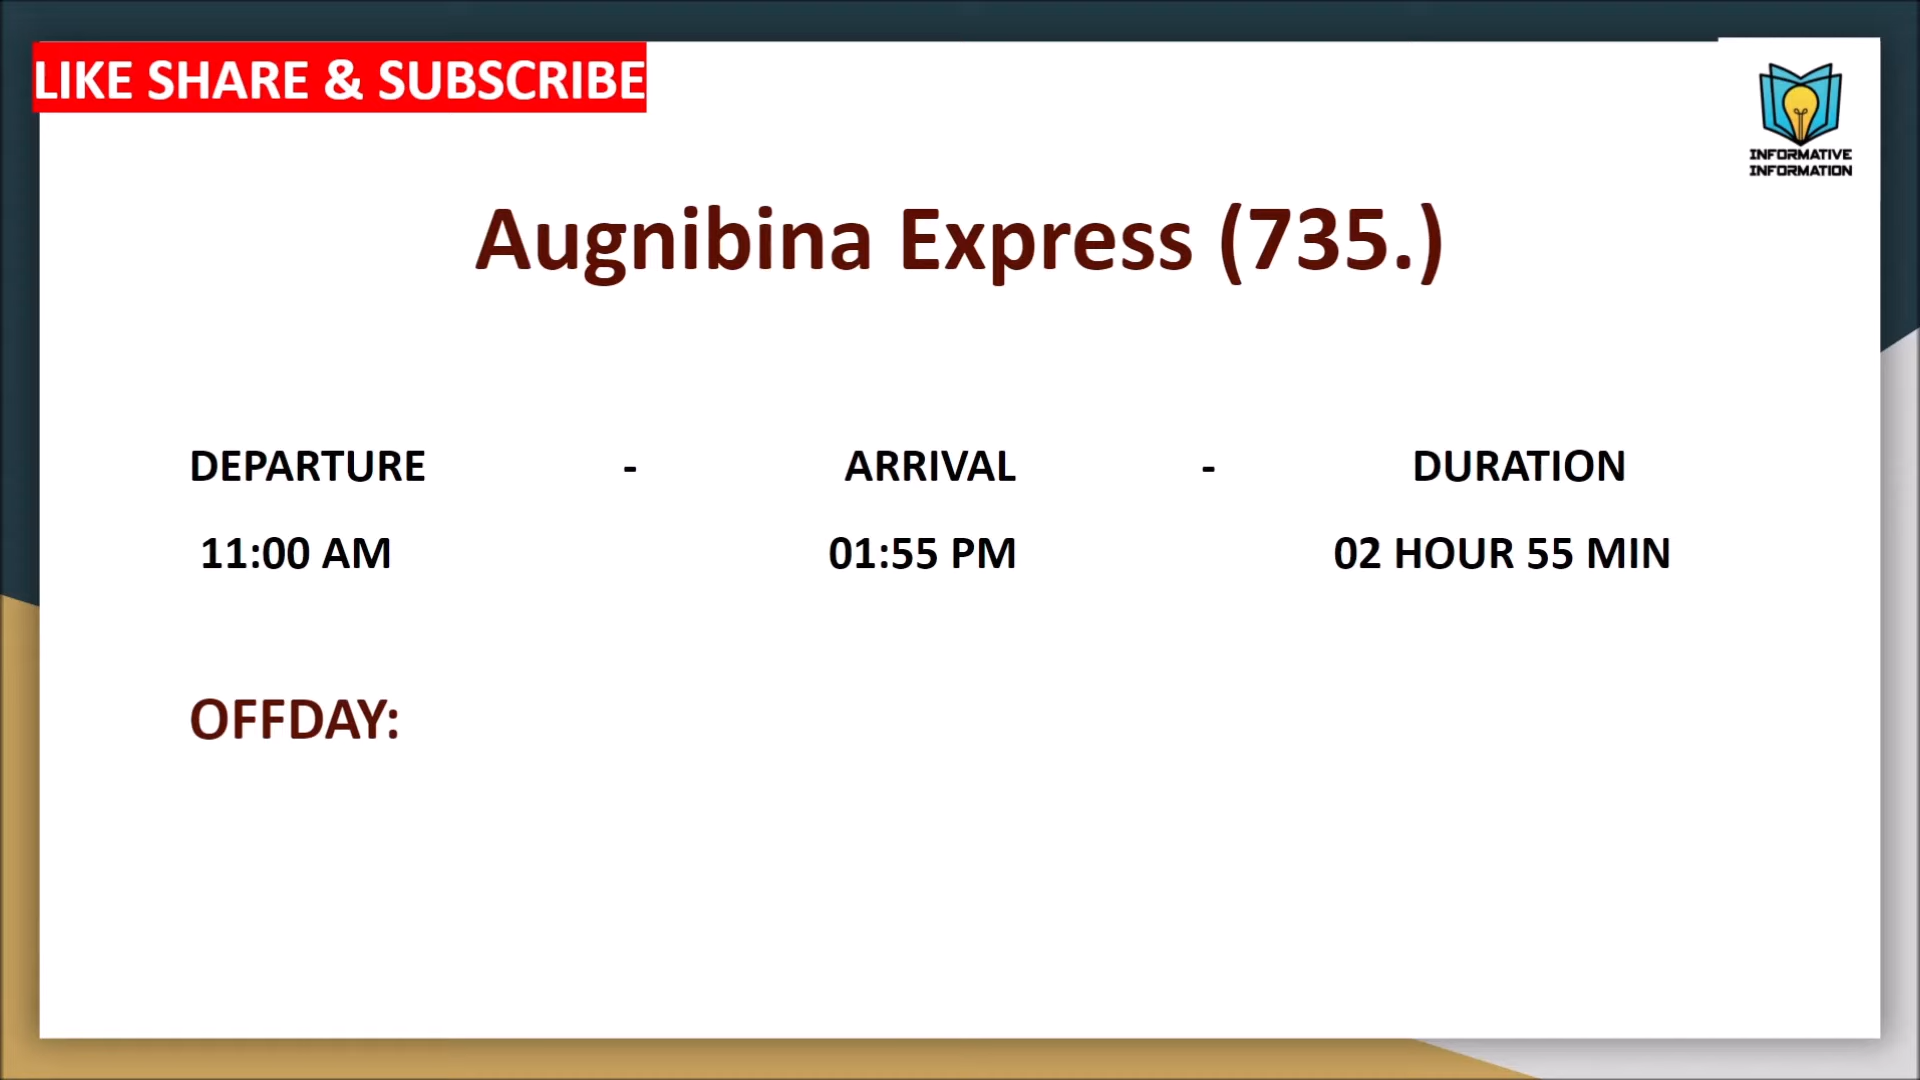 LIKE SHARE & SUBSCRIBE
INFORMATIVE
INFORMATION
Augnibina Express (735.)
DEPARTURE - ARRIVAL - DURATION
11:00 AM 01:55 PM 02 HOUR 55 MIN
OFFDAY: